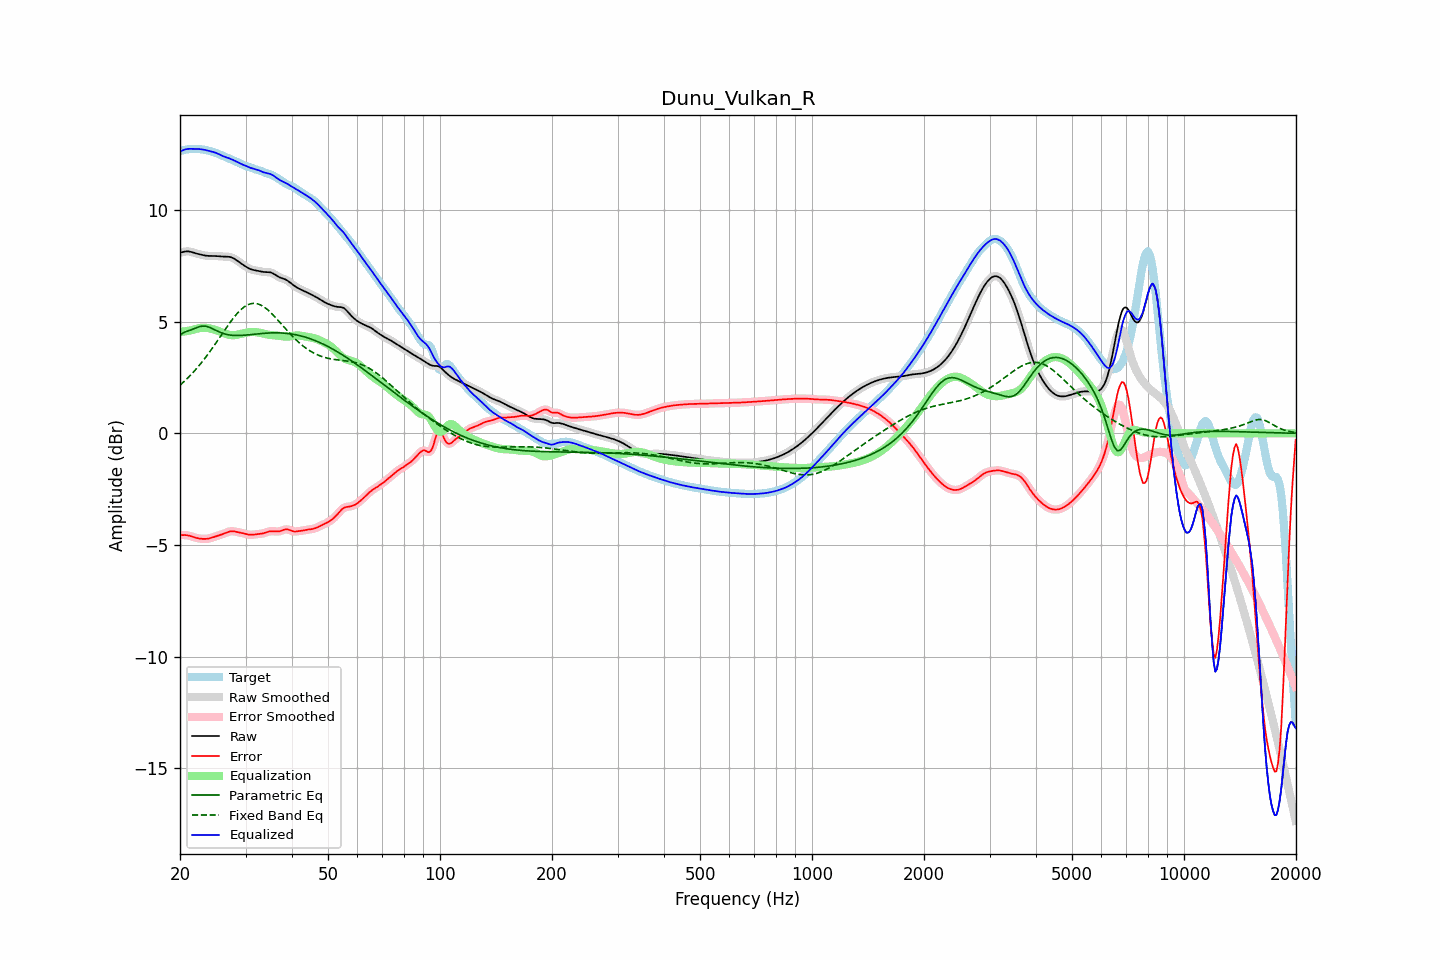 Dunu_Vulkan_R
Amplitude (dBr)
10
5
0
−5
−10
−15
Target
Raw Smoothed
Error Smoothed
Raw
Error
Equalization
Parametric Eq
Fixed Band Eq
Equalized
20 50 100 200 500 1000 2000 5000 10000 20000
Frequency (Hz)